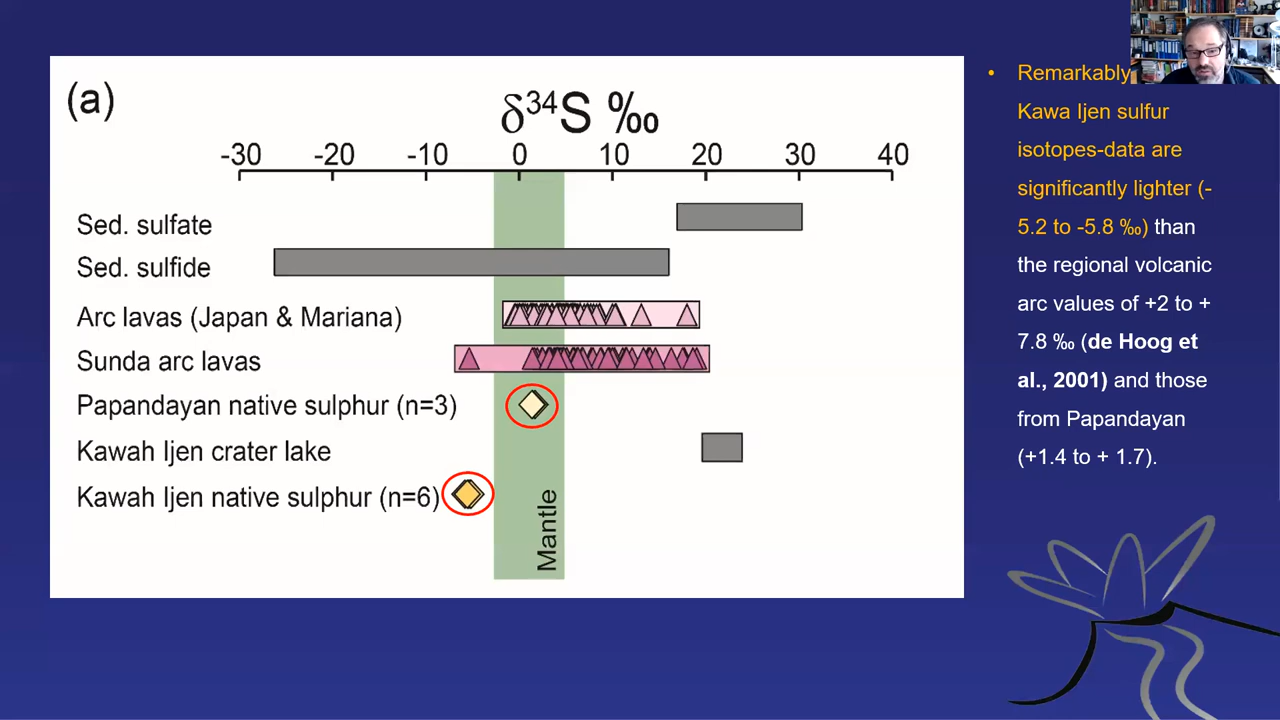 (a)
δ³⁴S ‰
-30 -20 -10 0 10 20 30 40
Sed. sulfate
Sed. sulfide
Arc lavas (Japan & Mariana)
Sunda arc lavas
Papandayan native sulphur (n=3)
Kawah Ijen crater lake
Kawah Ijen native sulphur (n=6)
Mantle
• Remarkably
Kawa Ijen sulfur
isotopes-data are
significantly lighter (-
5.2 to -5.8 ‰) than
the regional volcanic
arc values of +2 to +
7.8 ‰ (de Hoog et
al., 2001) and those
from Papandayan
(+1.4 to + 1.7).